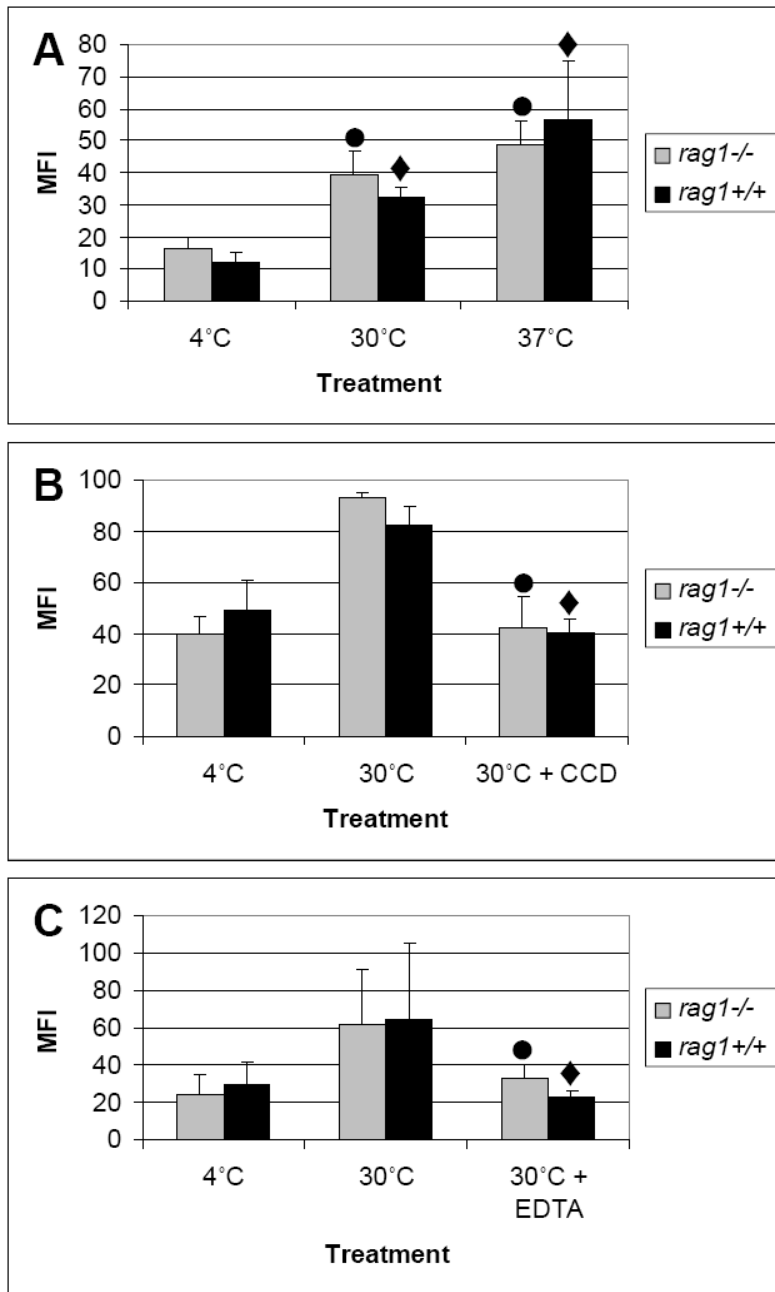 A
80
70
60
50
40
30
20
10
0
MFI
4°C 30°C 37°C
Treatment
rag1-/-
rag1+/+
B
100
80
60
40
20
0
MFI
4°C 30°C 30°C + CCD
Treatment
rag1-/-
rag1+/+
C
120
100
80
60
40
20
0
MFI
4°C 30°C 30°C +
EDTA
Treatment
rag1-/-
rag1+/+